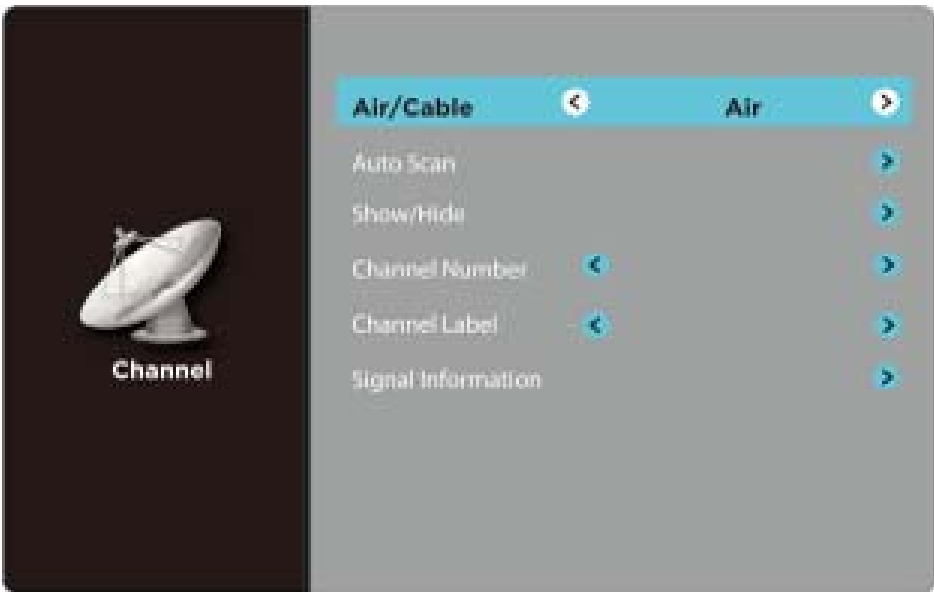 Channel
Air/Cable Air
Auto Scan
Show/Hide
Channel Number
Channel Label
Signal Information